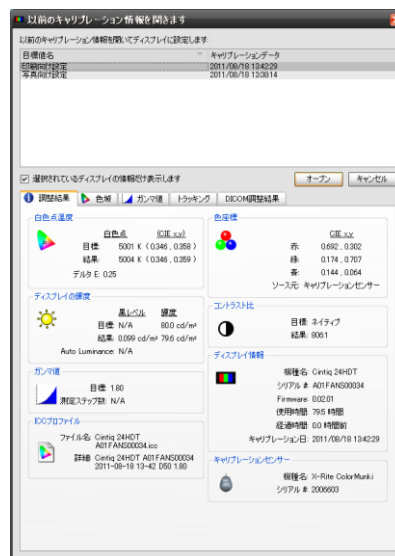 以前のキャリブレーション情報を開きます
以前のキャリブレーション情報を開いてディスプレイに設定します
目標値名 キャリブレーションデータ
印刷向け設定 2011/08/18 13:42:29
写真向け設定 2011/08/18 13:38:14
選択されているディスプレイの情報だけ表示します
オープン キャンセル
調整結果 色域 ガンマ値 トラッキング DICOM調整結果
白色点温度
白色点 (CIE x,y)
目標: 5001 K (0.346 , 0.358)
結果: 5004 K (0.346 , 0.359)
デルタ E: 0.25
ディスプレイの輝度
黒レベル 輝度
目標: N/A 80.0 cd/m²
結果: 0.099 cd/m² 79.6 cd/m²
Auto Luminance: N/A
ガンマ値
目標: 1.80
測定ステップ数: N/A
ICCプロファイル
ファイル名: Cintiq 24HDT
A01FANS00034.icc
詳細: Cintiq 24HDT A01FANS00034
2011-08-18 13-42 D50 1.80
色座標
CIE x,y
赤: 0.692 , 0.302
緑: 0.174 , 0.707
青: 0.144 , 0.064
ソース元: キャリブレーションセンサー
コントラスト比
目標: ネイティブ
結果: 806:1
ディスプレイ情報
機種名: Cintiq 24HDT
シリアル #: A01FANS00034
Firmware: 0.02.01
使用時間: 79.5 時間
経過時間: 0.0 時間前
キャリブレーション日: 2011/08/18 13:42:29
キャリブレーションセンサー
機種名: X-Rite ColorMunki
シリアル #: 2006603